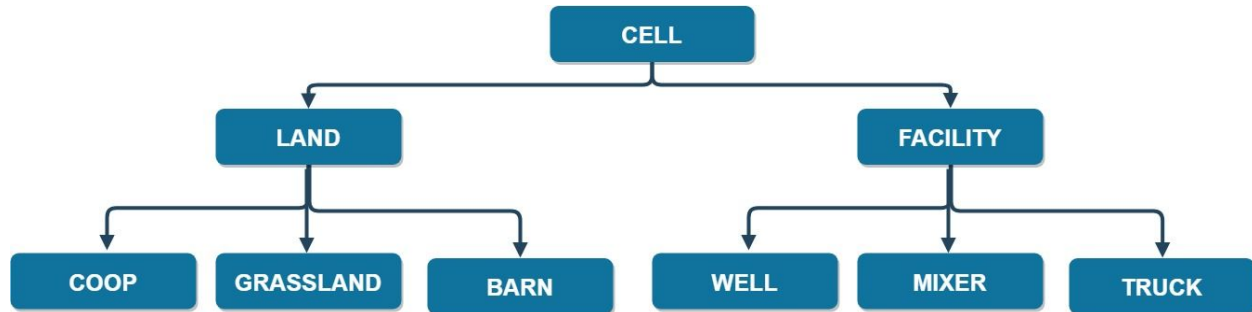 CELL
LAND
FACILITY
COOP
GRASSLAND
BARN
WELL
MIXER
TRUCK